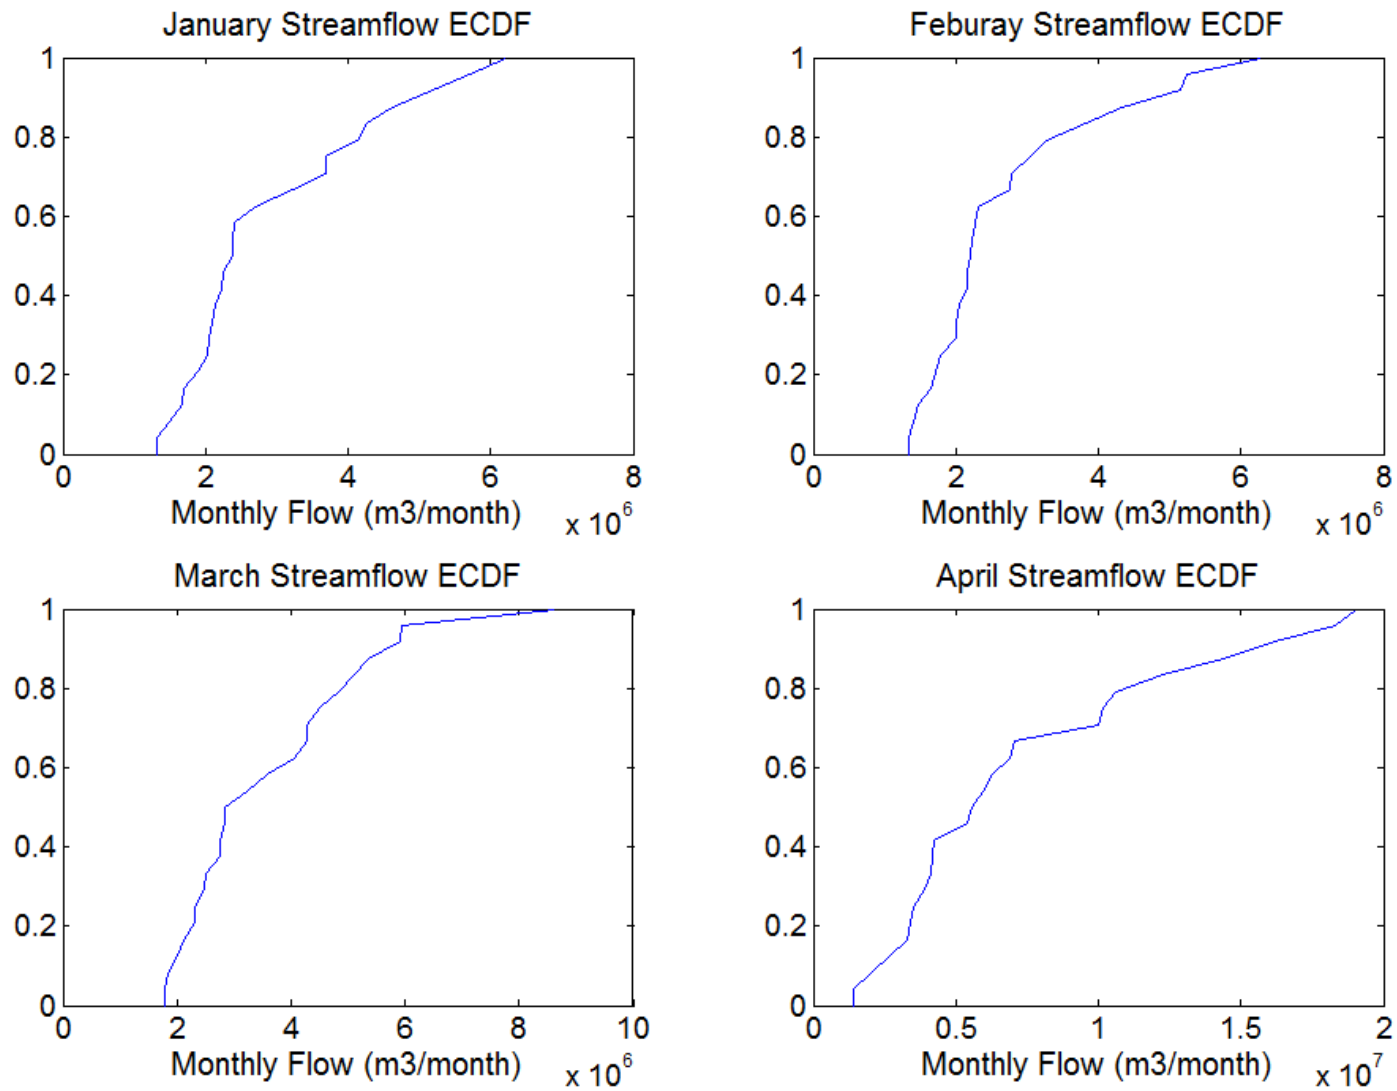 January Streamflow ECDF
1
0.8
0.6
0.4
0.2
0
0 2 4 6 8
Monthly Flow (m3/month) x 10^6
Feburay Streamflow ECDF
1
0.8
0.6
0.4
0.2
0
0 2 4 6 8
Monthly Flow (m3/month) x 10^6
March Streamflow ECDF
1
0.8
0.6
0.4
0.2
0
0 2 4 6 8 10
Monthly Flow (m3/month) x 10^6
April Streamflow ECDF
1
0.8
0.6
0.4
0.2
0
0 0.5 1 1.5 2
Monthly Flow (m3/month) x 10^7